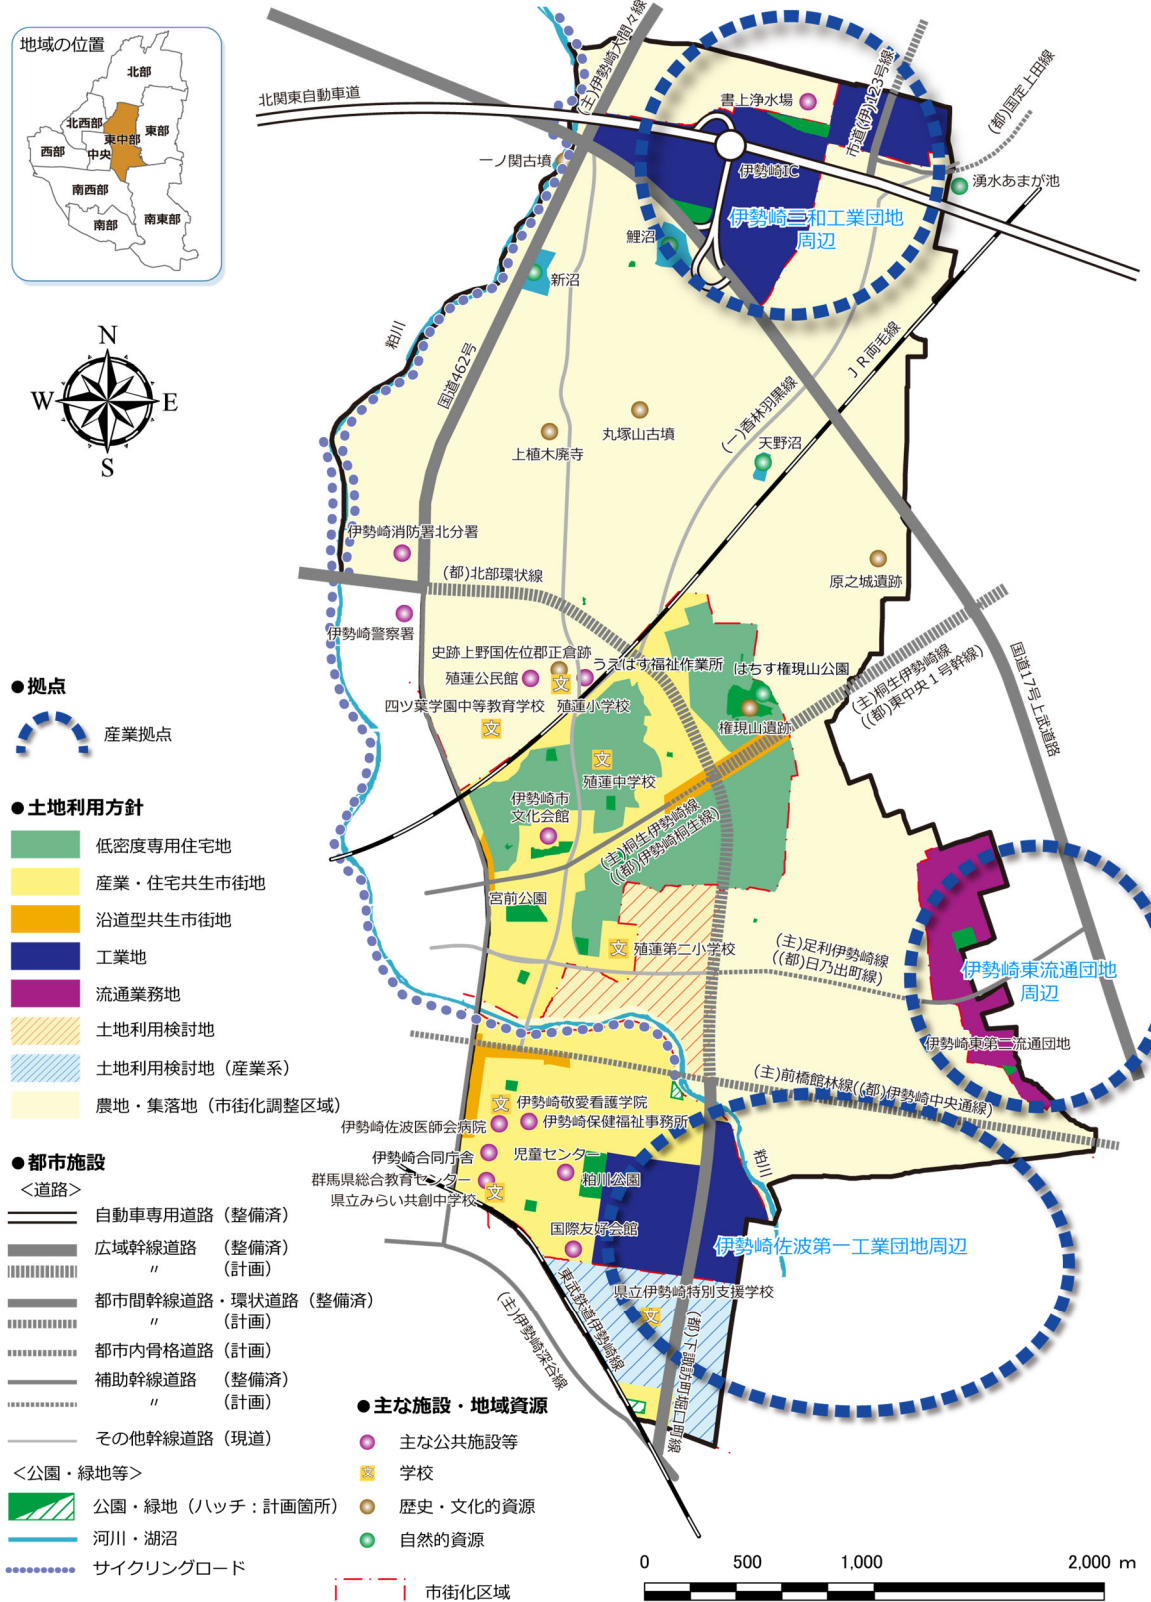 地域の位置
北部
北西部
東中部
東部
西部
中央
南西部
南部
南東部
N
W
E
S
北関東自動車道
(主)伊勢崎大間々線
書上浄水場
市道(伊)123号線
(都)国定上田線
一ノ関古墳
伊勢崎IC
湧水あまが池
伊勢崎三和工業団地
周辺
鯉沼
新沼
粕川
国道462号
JR両毛線
(一)香林羽黒線
丸塚山古墳
上植木廃寺
天野沼
伊勢崎消防署北分署
(都)北部環状線
原之城遺跡
伊勢崎警察署
史跡上野国佐位郡正倉跡
うえはす福祉作業所
殖蓮公民館
はちす権現山公園
四ツ葉学園中等教育学校
殖蓮小学校
権現山遺跡
(主)桐生伊勢崎線
((都)東中央1号幹線)
国道17号上武道路
殖蓮中学校
伊勢崎市
文化会館
(主)桐生伊勢崎線
((都)伊勢崎桐生線)
宮前公園
殖蓮第二小学校
(主)足利伊勢崎線
((都)日乃出町線)
伊勢崎東流通団地
周辺
伊勢崎東第二流通団地
(主)前橋館林線((都)伊勢崎中央通線)
伊勢崎敬愛看護学院
伊勢崎佐波医師会病院
伊勢崎保健福祉事務所
伊勢崎合同庁舎
児童センター
群馬県総合教育センター
粕川公園
県立みらい共創中学校
粕川
国際友好会館
伊勢崎佐波第一工業団地周辺
県立伊勢崎特別支援学校
東武鉄道伊勢崎線
(主)伊勢崎深谷線
(都)下諏訪町堀口町線
文
文
文
文
文
文
文
●拠点
産業拠点
●土地利用方針
低密度専用住宅地
産業・住宅共生市街地
沿道型共生市街地
工業地
流通業務地
土地利用検討地
土地利用検討地(産業系)
農地・集落地(市街化調整区域)
●都市施設
<道路>
自動車専用道路(整備済)
広域幹線道路 (整備済)
〃 (計画)
都市間幹線道路・環状道路(整備済)
〃 (計画)
都市内骨格道路(計画)
補助幹線道路 (整備済)
〃 (計画)
その他幹線道路(現道)
<公園・緑地等>
公園・緑地(ハッチ:計画箇所)
河川・湖沼
サイクリングロード
●主な施設・地域資源
主な公共施設等
文 学校
歴史・文化的資源
自然的資源
市街化区域
0 500 1,000 2,000 m